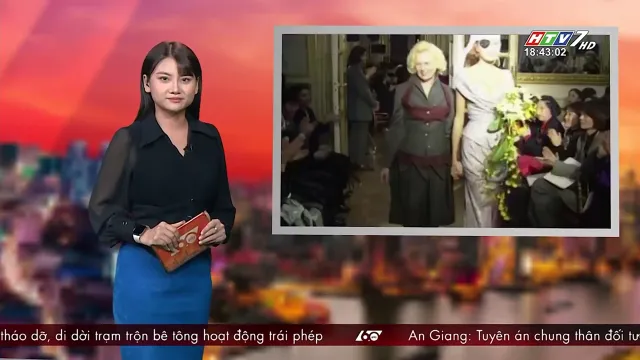 HTV7 HD
18:43:02
tháo dỡ, di dời trạm trộn bê tông hoạt động trái phép 60 An Giang: Tuyên án chung thân đối tư